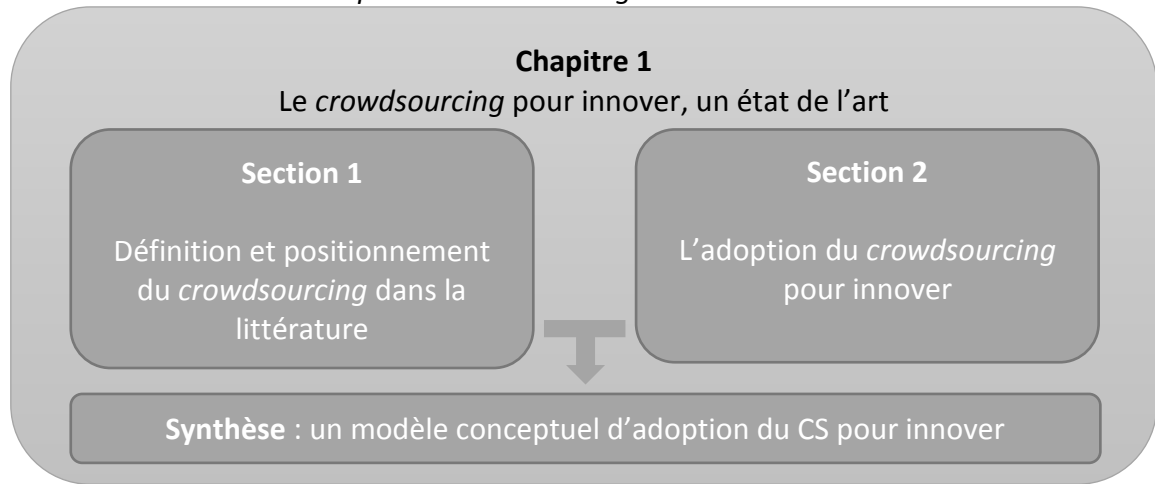 Chapitre 1
Le crowdsourcing pour innover, un état de l'art
Section 1
Définition et positionnement
du crowdsourcing dans la
littérature
Section 2
L'adoption du crowdsourcing
pour innover
Synthèse : un modèle conceptuel d'adoption du CS pour innover